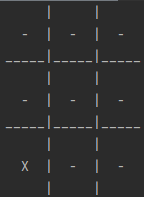 - | - | -
----- | ----- | -----
- | - | -
----- | ----- | -----
X | - | -